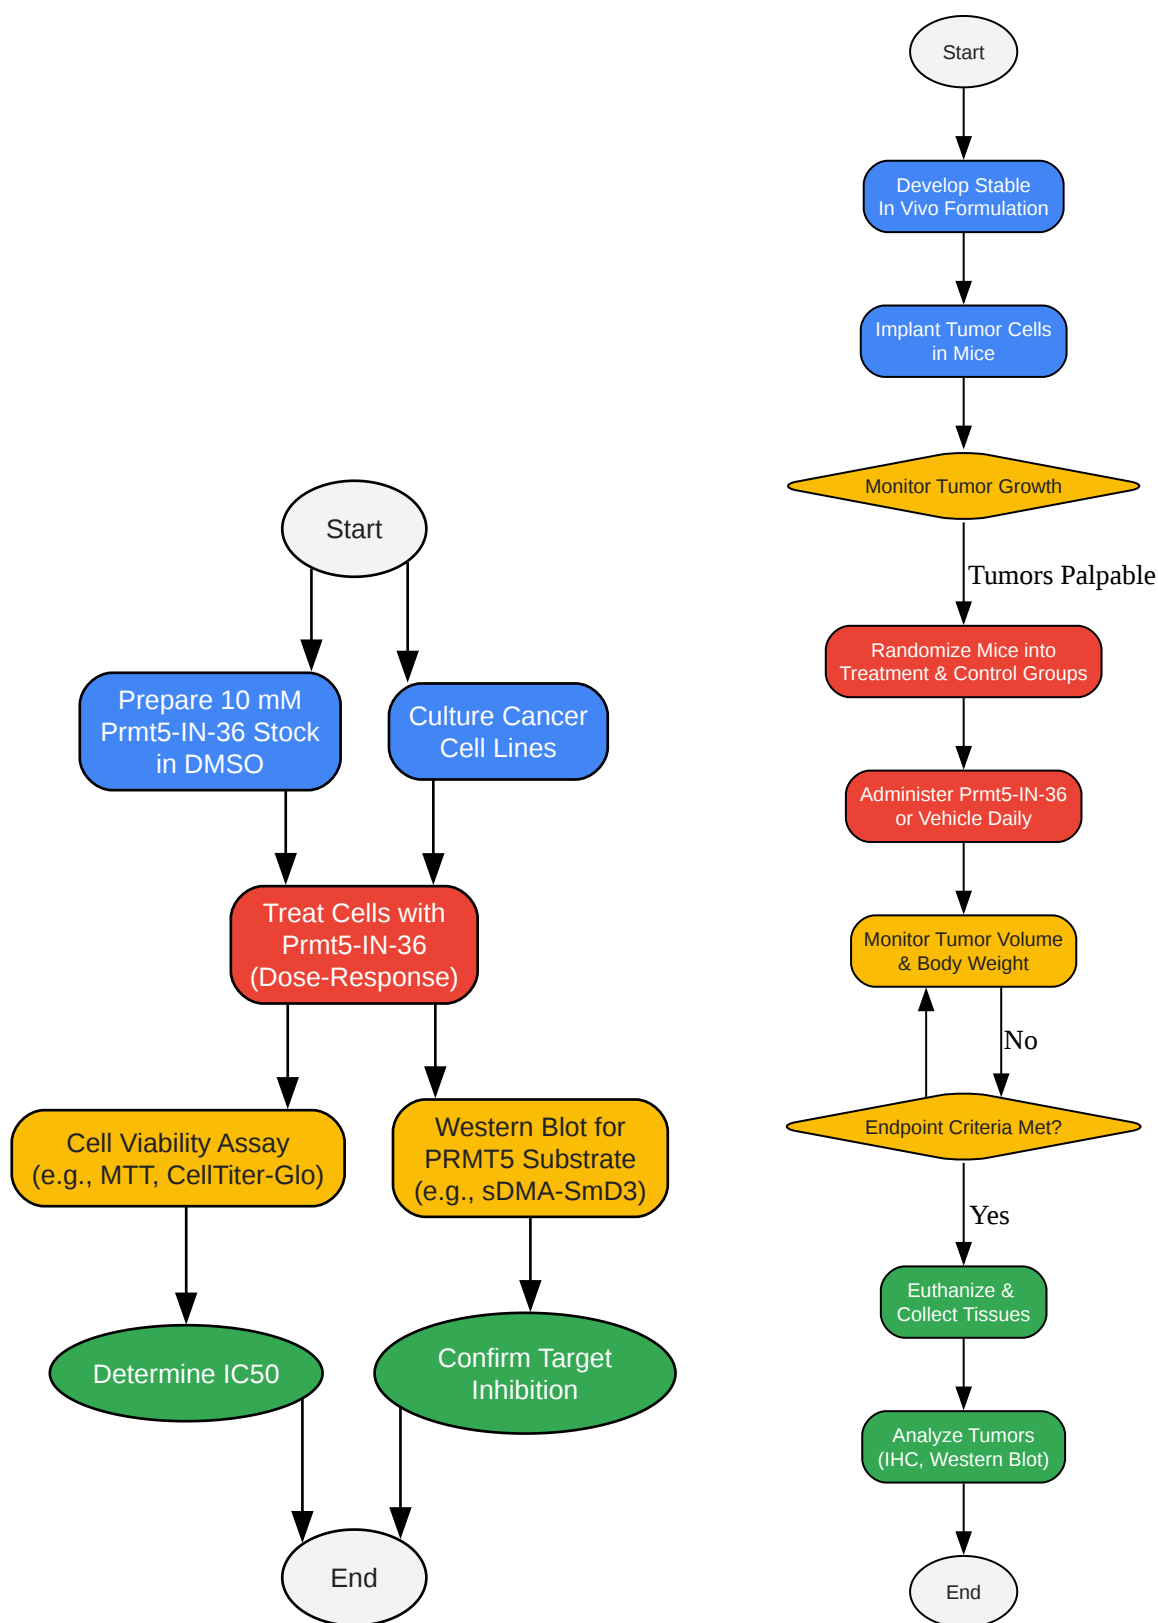 Start
Prepare 10 mM
Prmt5-IN-36 Stock
in DMSO
Culture Cancer
Cell Lines
Treat Cells with
Prmt5-IN-36
(Dose-Response)
Cell Viability Assay
(e.g., MTT, CellTiter-Glo)
Western Blot for
PRMT5 Substrate
(e.g., sDMA-SmD3)
Determine IC50
Confirm Target
Inhibition
End
Start
Develop Stable
In Vivo Formulation
Implant Tumor Cells
in Mice
Monitor Tumor Growth
Tumors Palpable
Randomize Mice into
Treatment & Control Groups
Administer Prmt5-IN-36
or Vehicle Daily
Monitor Tumor Volume
& Body Weight
No
Endpoint Criteria Met?
Yes
Euthanize &
Collect Tissues
Analyze Tumors
(IHC, Western Blot)
End